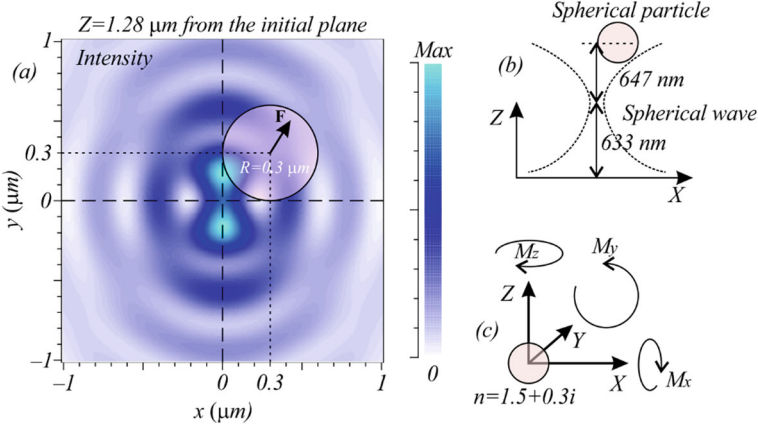 Z=1.28 μm from the initial plane
(a)
Intensity
1
0.3
0
−1
y (μm)
F
R=0.3 μm
−1
0
0.3
1
x (μm)
Max
0
Spherical particle
(b)
647 nm
Spherical wave
633 nm
Z
X
Mz
My
Z
(c)
Y
X
Mx
n=1.5+0.3i